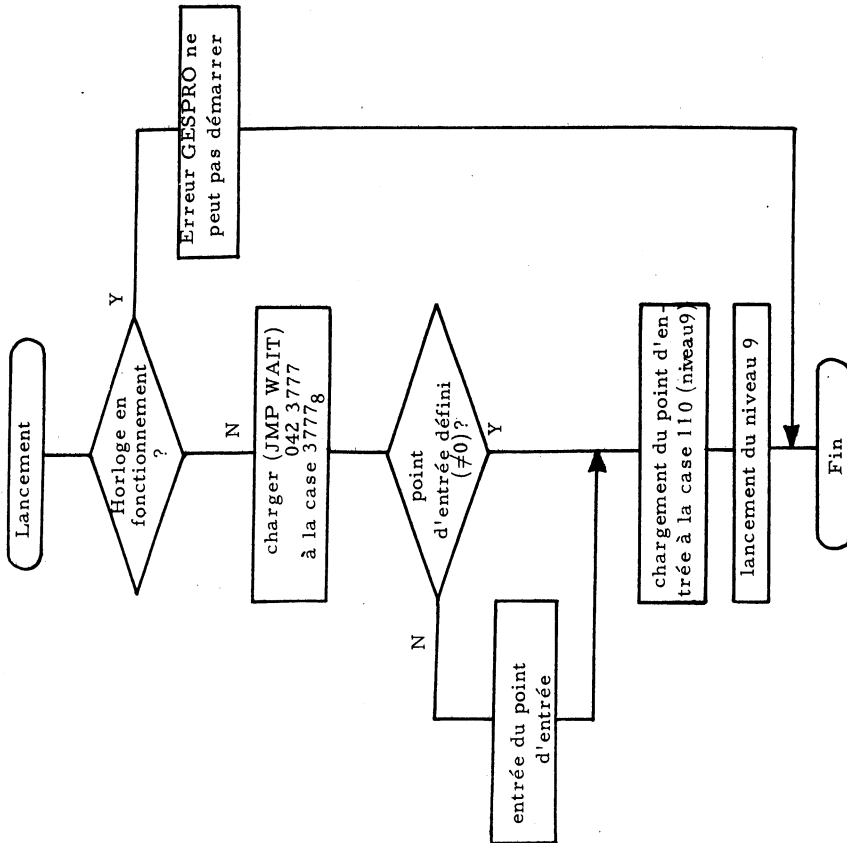 Lancement
Horloge en
fonctionnement
?
Y
Erreur GESPRO ne
peut pas démarrer
N
charger (JMP WAIT)
042 3777
à la case 37777₈
point
d'entrée défini
(≠0)?
N
Y
entrée du point
d'entrée
chargement du point d'en-
trée à la case 110 (niveau9)
lancement du niveau 9
Fin